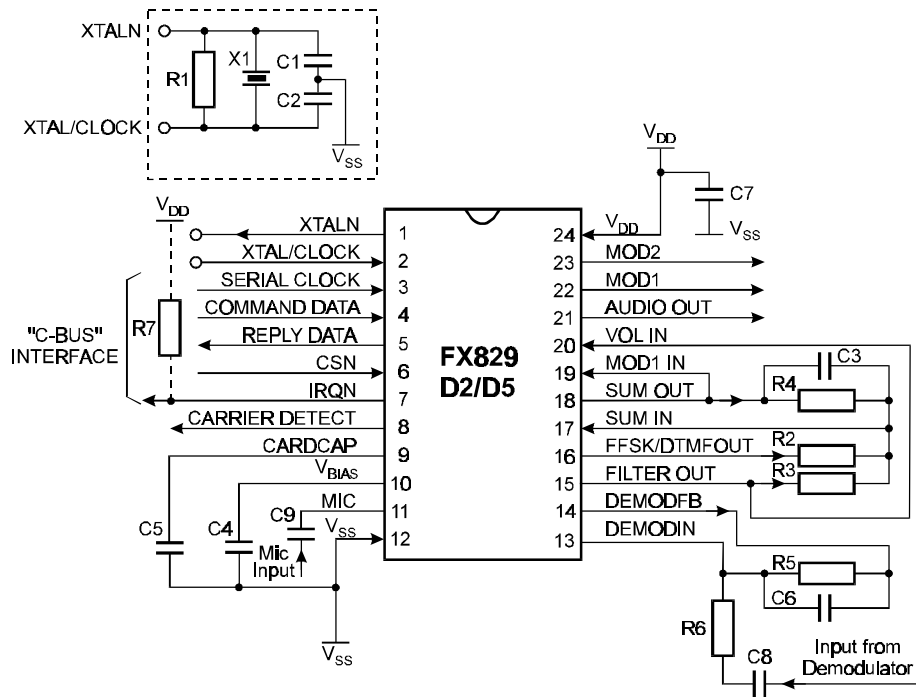 XTALN
R1
X1
C1
C2
XTAL/CLOCK
VSS
VDD
C7
VSS
VDD
XTALN
XTAL/CLOCK
SERIAL CLOCK
COMMAND DATA
REPLY DATA
CSN
IRQN
CARRIER DETECT
CARDCAP
VBIAS
MIC
VSS
"C-BUS"
INTERFACE
R7
C5
C4
C9
Mic
Input
VSS
1
2
3
4
5
6
7
8
9
10
11
12
FX829
D2/D5
24
23
22
21
20
19
18
17
16
15
14
13
VDD
MOD2
MOD1
AUDIO OUT
VOL IN
MOD1 IN
SUM OUT
SUM IN
FFSK/DTMFOUT
FILTER OUT
DEMODFB
DEMODIN
C3
R4
R2
R3
R5
C6
R6
C8
Input from
Demodulator